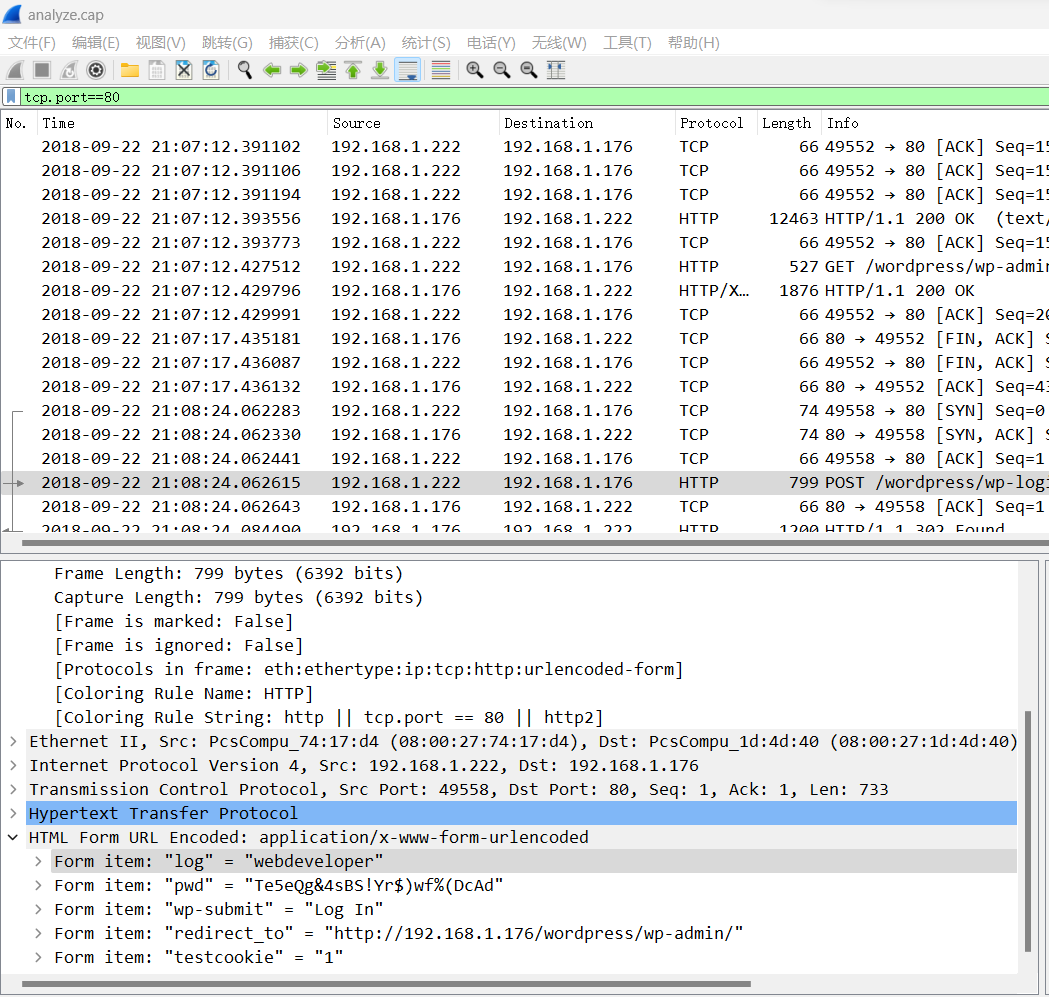 analyze.cap
文件(F) 编辑(E) 视图(V) 跳转(G) 捕获(C) 分析(A) 统计(S) 电话(Y) 无线(W) 工具(T) 帮助(H)
tcp.port==80
No. Time Source Destination Protocol Length Info
2018-09-22 21:07:12.391102 192.168.1.222 192.168.1.176 TCP 66 49552 → 80 [ACK] Seq=15
2018-09-22 21:07:12.391106 192.168.1.222 192.168.1.176 TCP 66 49552 → 80 [ACK] Seq=15
2018-09-22 21:07:12.391194 192.168.1.222 192.168.1.176 TCP 66 49552 → 80 [ACK] Seq=15
2018-09-22 21:07:12.393556 192.168.1.176 192.168.1.222 HTTP 12463 HTTP/1.1 200 OK (text/
2018-09-22 21:07:12.393773 192.168.1.222 192.168.1.176 TCP 66 49552 → 80 [ACK] Seq=15
2018-09-22 21:07:12.427512 192.168.1.222 192.168.1.176 HTTP 527 GET /wordpress/wp-admin
2018-09-22 21:07:12.429796 192.168.1.176 192.168.1.222 HTTP/X… 1876 HTTP/1.1 200 OK
2018-09-22 21:07:12.429991 192.168.1.222 192.168.1.176 TCP 66 49552 → 80 [ACK] Seq=20
2018-09-22 21:07:17.435181 192.168.1.176 192.168.1.222 TCP 66 80 → 49552 [FIN, ACK] S
2018-09-22 21:07:17.436087 192.168.1.222 192.168.1.176 TCP 66 49552 → 80 [FIN, ACK] S
2018-09-22 21:07:17.436132 192.168.1.176 192.168.1.222 TCP 66 80 → 49552 [ACK] Seq=43
2018-09-22 21:08:24.062283 192.168.1.222 192.168.1.176 TCP 74 49558 → 80 [SYN] Seq=0
2018-09-22 21:08:24.062330 192.168.1.176 192.168.1.222 TCP 74 80 → 49558 [SYN, ACK] S
2018-09-22 21:08:24.062441 192.168.1.222 192.168.1.176 TCP 66 49558 → 80 [ACK] Seq=1
2018-09-22 21:08:24.062615 192.168.1.222 192.168.1.176 HTTP 799 POST /wordpress/wp-logi
2018-09-22 21:08:24.062643 192.168.1.176 192.168.1.222 TCP 66 80 → 49558 [ACK] Seq=1
2018-09-22 21:08:24.084490 192.168.1.176 192.168.1.222 HTTP 1200 HTTP/1.1 302 Found
Frame Length: 799 bytes (6392 bits)
Capture Length: 799 bytes (6392 bits)
[Frame is marked: False]
[Frame is ignored: False]
[Protocols in frame: eth:ethertype:ip:tcp:http:urlencoded-form]
[Coloring Rule Name: HTTP]
[Coloring Rule String: http || tcp.port == 80 || http2]
Ethernet II, Src: PcsCompu_74:17:d4 (08:00:27:74:17:d4), Dst: PcsCompu_1d:4d:40 (08:00:27:1d:4d:40)
Internet Protocol Version 4, Src: 192.168.1.222, Dst: 192.168.1.176
Transmission Control Protocol, Src Port: 49558, Dst Port: 80, Seq: 1, Ack: 1, Len: 733
Hypertext Transfer Protocol
HTML Form URL Encoded: application/x-www-form-urlencoded
Form item: "log" = "webdeveloper"
Form item: "pwd" = "Te5eQg&4sBS!Yr$)wf%(DcAd"
Form item: "wp-submit" = "Log In"
Form item: "redirect_to" = "http://192.168.1.176/wordpress/wp-admin/"
Form item: "testcookie" = "1"